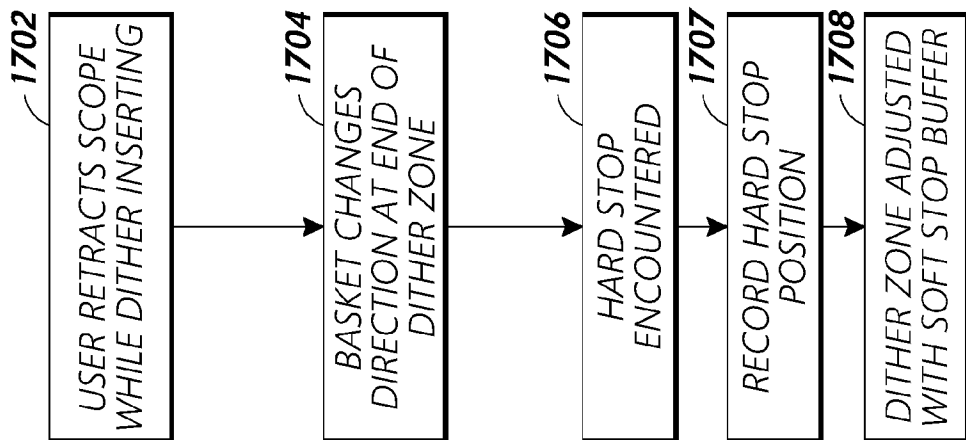 1702
USER RETRACTS SCOPE
WHILE DITHER INSERTING
1704
BASKET CHANGES
DIRECTION AT END OF
DITHER ZONE
1706
HARD STOP
ENCOUNTERED
1707
RECORD HARD STOP
POSITION
1708
DITHER ZONE ADJUSTED
WITH SOFT STOP BUFFER